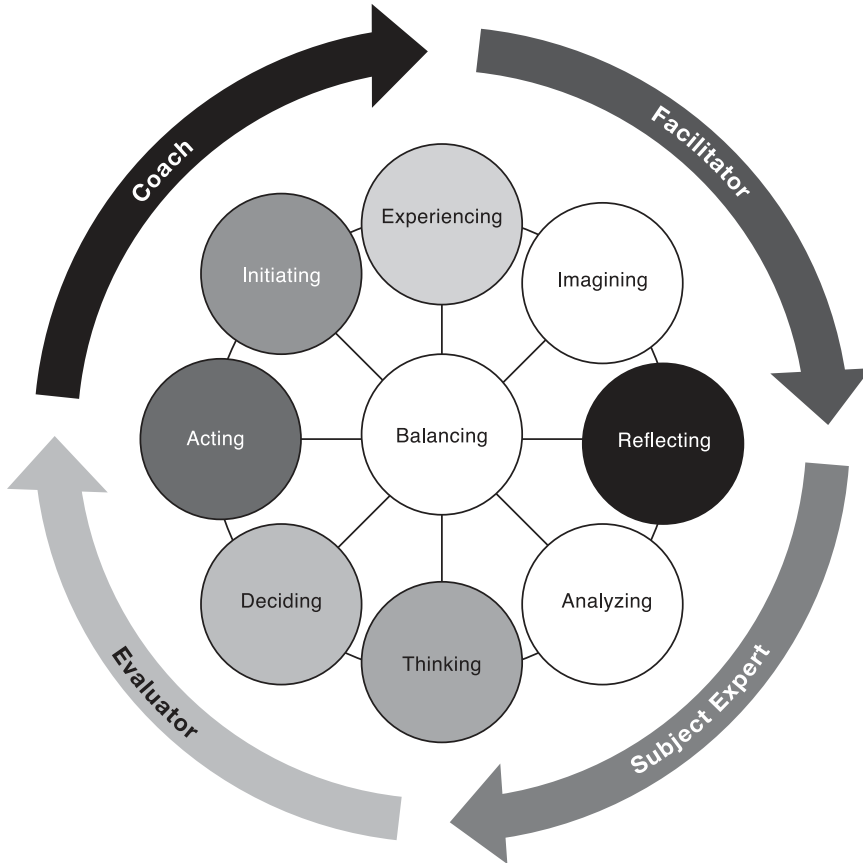 Coach
Facilitator
Experiencing
Initiating
Imagining
Acting
Balancing
Reflecting
Deciding
Analyzing
Thinking
Evaluator
Subject Expert